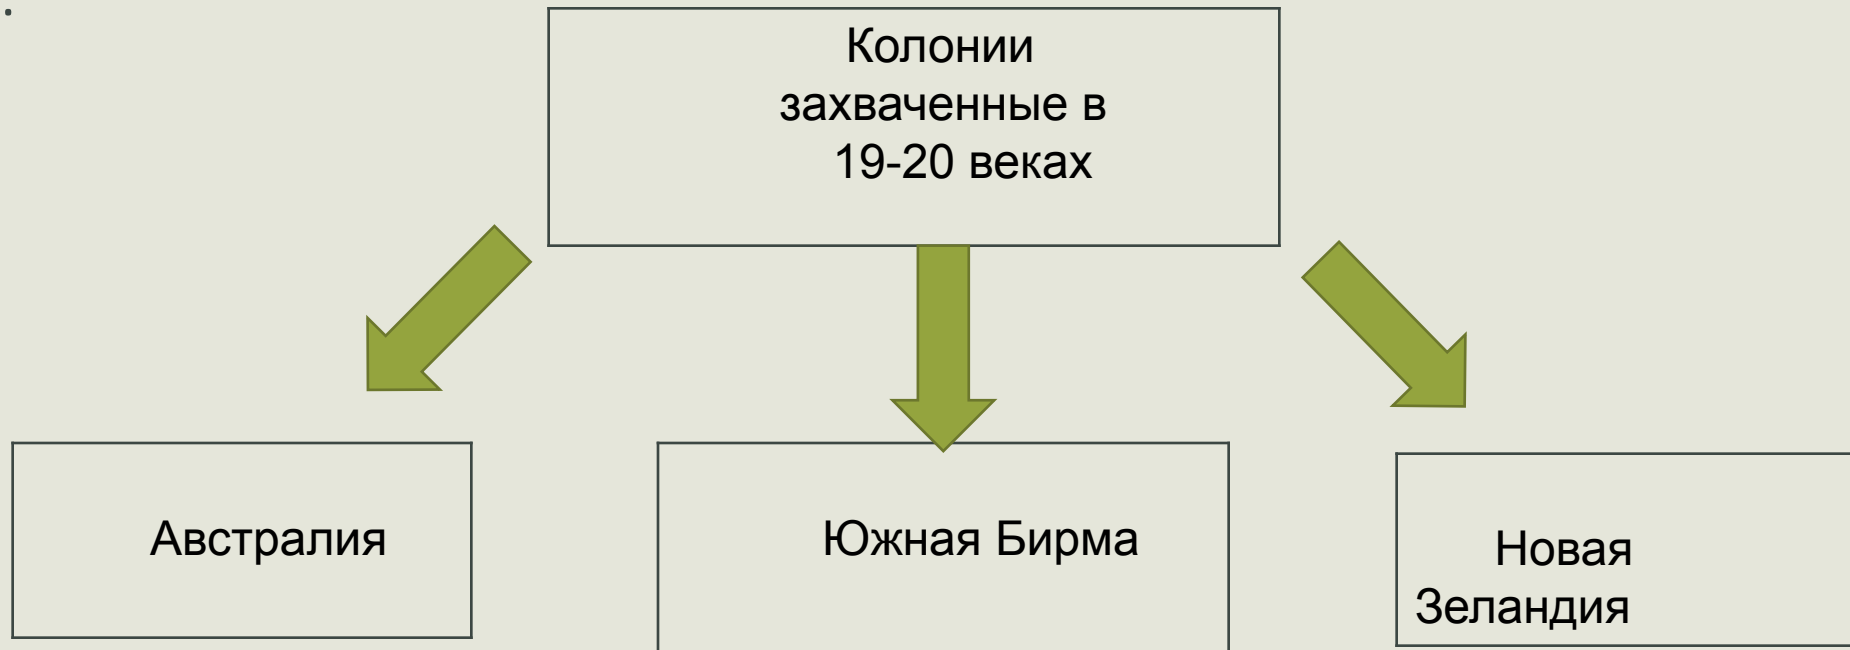 Колонии
захваченные в
19-20 веках
Австралия
Южная Бирма
Новая
Зеландия